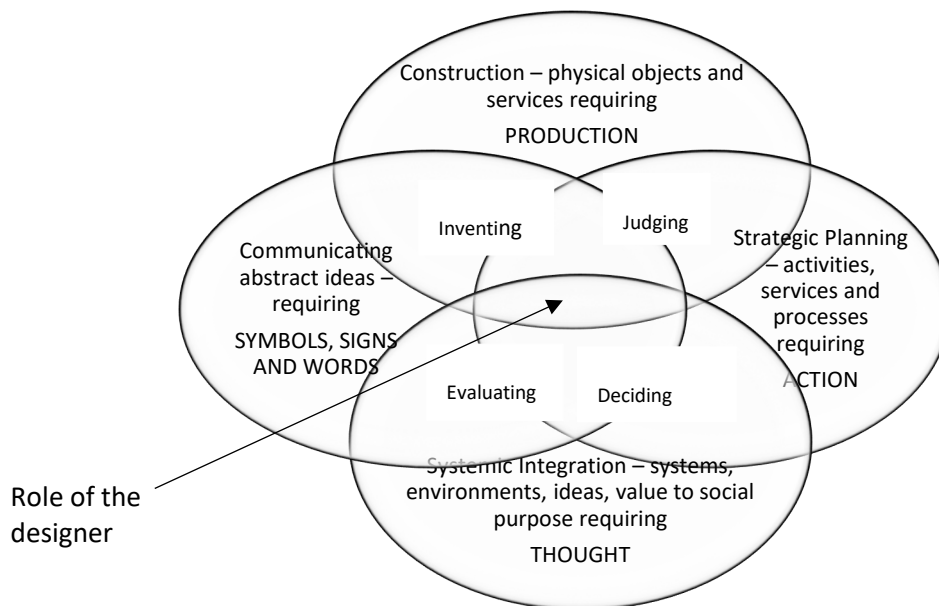 Construction – physical objects and
services requiring
PRODUCTION
Inventing
Judging
Communicating
abstract ideas –
requiring
SYMBOLS, SIGNS
AND WORDS
Strategic Planning
– activities,
services and
processes
requiring
ACTION
Evaluating
Deciding
Systemic Integration – systems,
environments, ideas, value to social
purpose requiring
THOUGHT
Role of the
designer